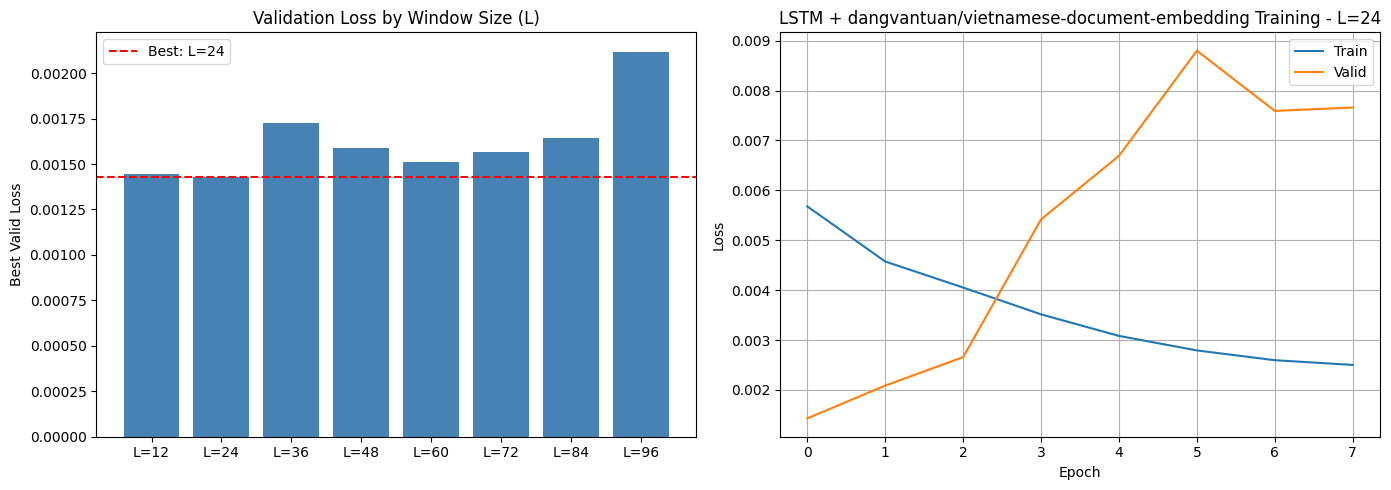 Validation Loss by Window Size (L)
Best: L=24
0.00200
0.00175
0.00150
0.00125
0.00100
0.00075
0.00050
0.00025
0.00000
Best Valid Loss
L=12 L=24 L=36 L=48 L=60 L=72 L=84 L=96
LSTM + dangvantuan/vietnamese-document-embedding Training - L=24
Train
Valid
0.009
0.008
0.007
0.006
0.005
0.004
0.003
0.002
Loss
0 1 2 3 4 5 6 7
Epoch